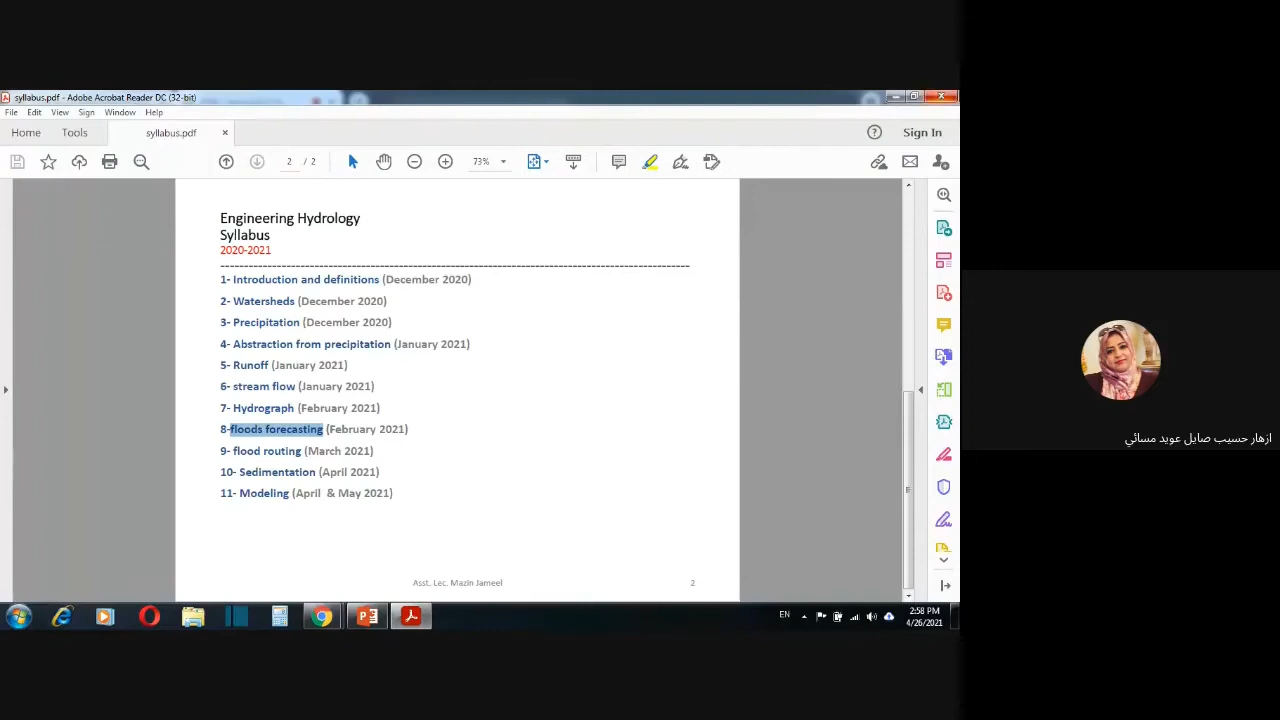 syllabus.pdf - Adobe Acrobat Reader DC (32-bit)
File Edit View Sign Window Help
Home Tools syllabus.pdf × Sign In
2 / 2 73%
Engineering Hydrology
Syllabus
2020-2021
--------------------------------------------------------------------------------------------------
1- Introduction and definitions (December 2020)
2- Watersheds (December 2020)
3- Precipitation (December 2020)
4- Abstraction from precipitation (January 2021)
5- Runoff (January 2021)
6- stream flow (January 2021)
7- Hydrograph (February 2021)
8-floods forecasting (February 2021)
9- flood routing (March 2021)
10- Sedimentation (April 2021)
11- Modeling (April & May 2021)
Asst. Lec. Mazin Jameel 2
ازهار حسيب صايل عويد مسائي
EN 2:58 PM
4/26/2021